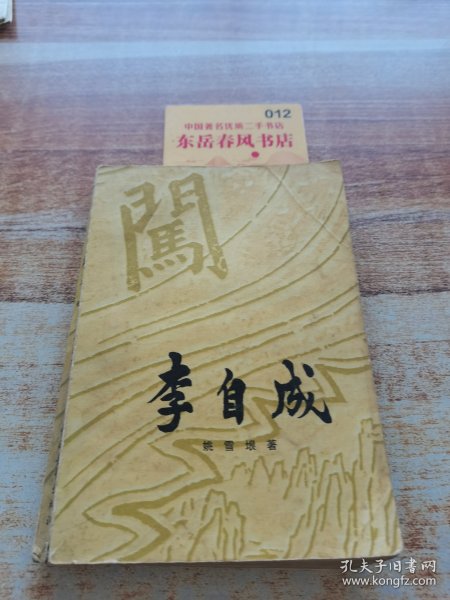 012
中国著名优质二手书店
东岳春风书店
闖
李自成
姚雪垠著
孔夫子旧书网
www.kongfz.com